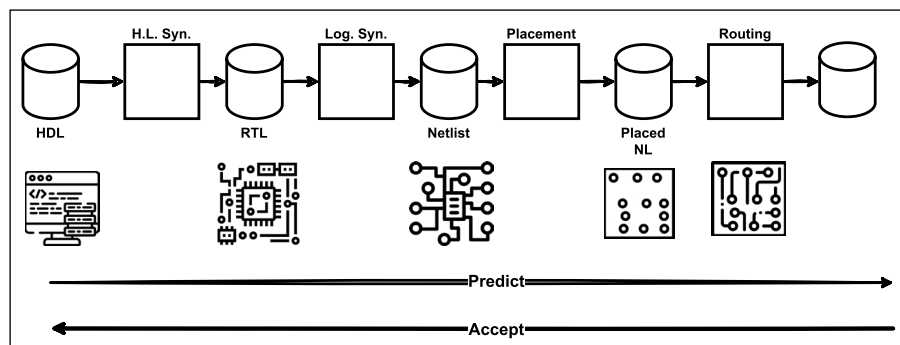 H.L. Syn.
Log. Syn.
Placement
Routing
HDL
RTL
Netlist
Placed
NL
</>
Predict
Accept